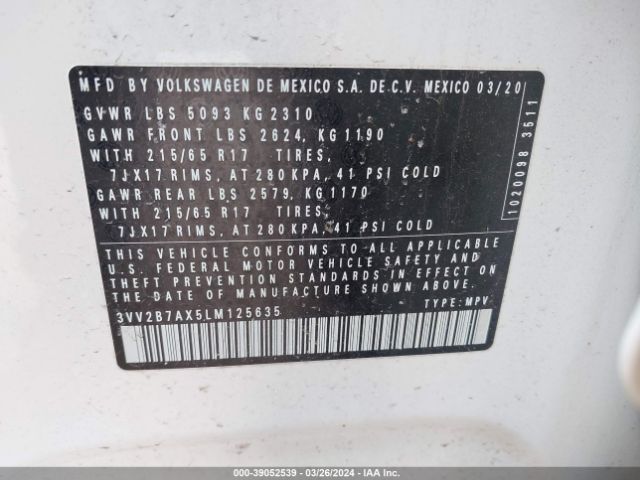 MFD BY VOLKSWAGEN DE MEXICO S.A. DE C.V. MEXICO 03/20
GVWR LBS 5093 KG 2310
GAWR FRONT LBS 2624, KG 1190
WITH 215/65 R17 TIRES,
7JX17 RIMS, AT 280 KPA, 41 PSI COLD
GAWR REAR LBS 2579, KG 1170
WITH 215/65 R17 TIRES,
7JX17 RIMS, AT 280 KPA, 41 PSI COLD
THIS VEHICLE CONFORMS TO ALL APPLICABLE
U.S. FEDERAL MOTOR VEHICLE SAFETY AND
THEFT PREVENTION STANDARDS IN EFFECT ON
THE DATE OF MANUFACTURE SHOWN ABOVE.
3VV2B7AX5LM125635 TYPE: MPV
1020098 3511
000-39052539 | 03/26/2024 | IAAI.com